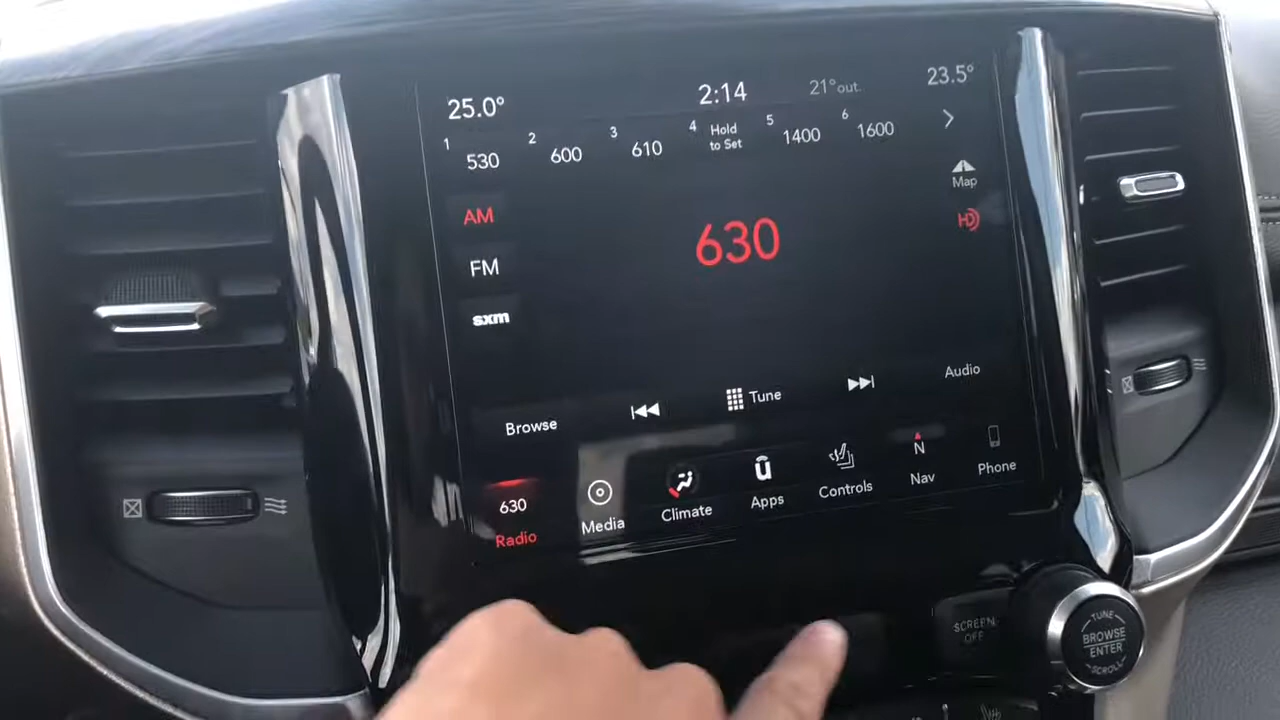 25.0° 2:14 21°out. 23.5°
1 530 2 600 3 610 4 Hold to Set 5 1400 6 1600
Map
AM 630 HD
FM
sxm
Browse Tune Audio
630 N
Radio Media Climate Apps Controls Nav Phone
SCREEN
OFF
TUNE
BROWSE
ENTER
SCROLL